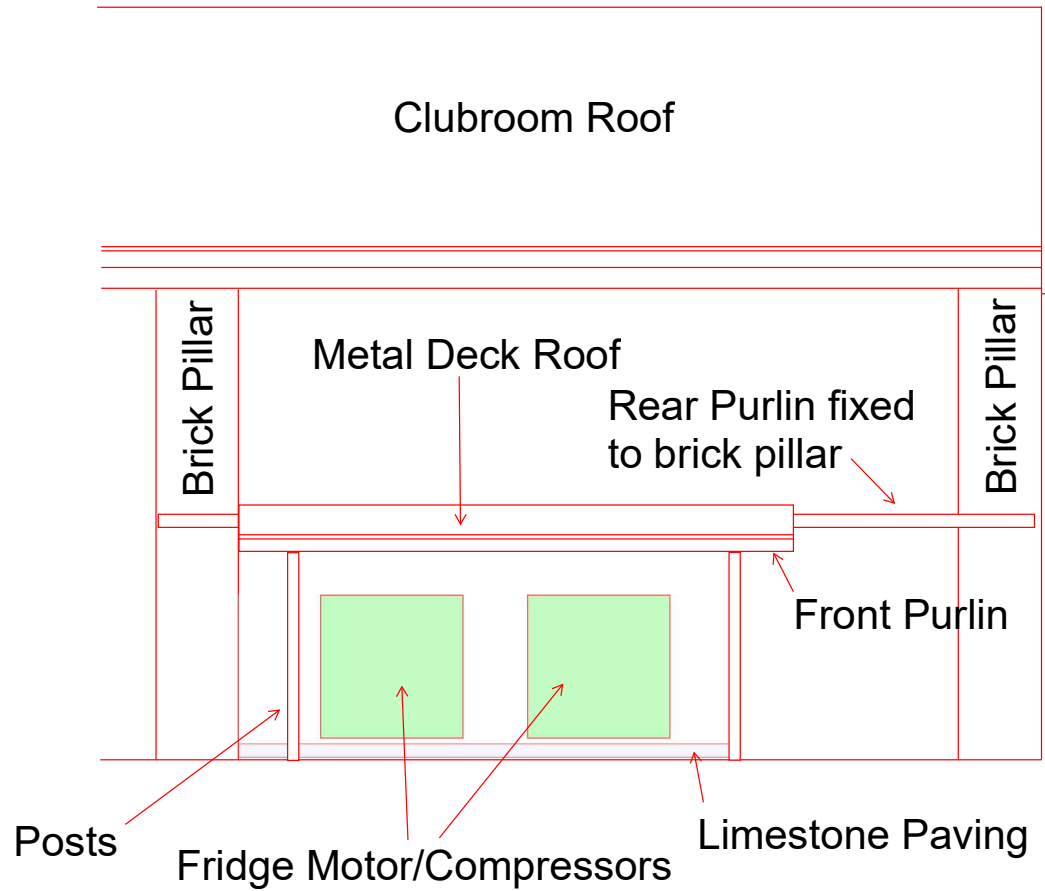 Clubroom Roof
Brick Pillar
Brick Pillar
Metal Deck Roof
Rear Purlin fixed
to brick pillar
Front Purlin
Posts
Fridge Motor/Compressors
Limestone Paving